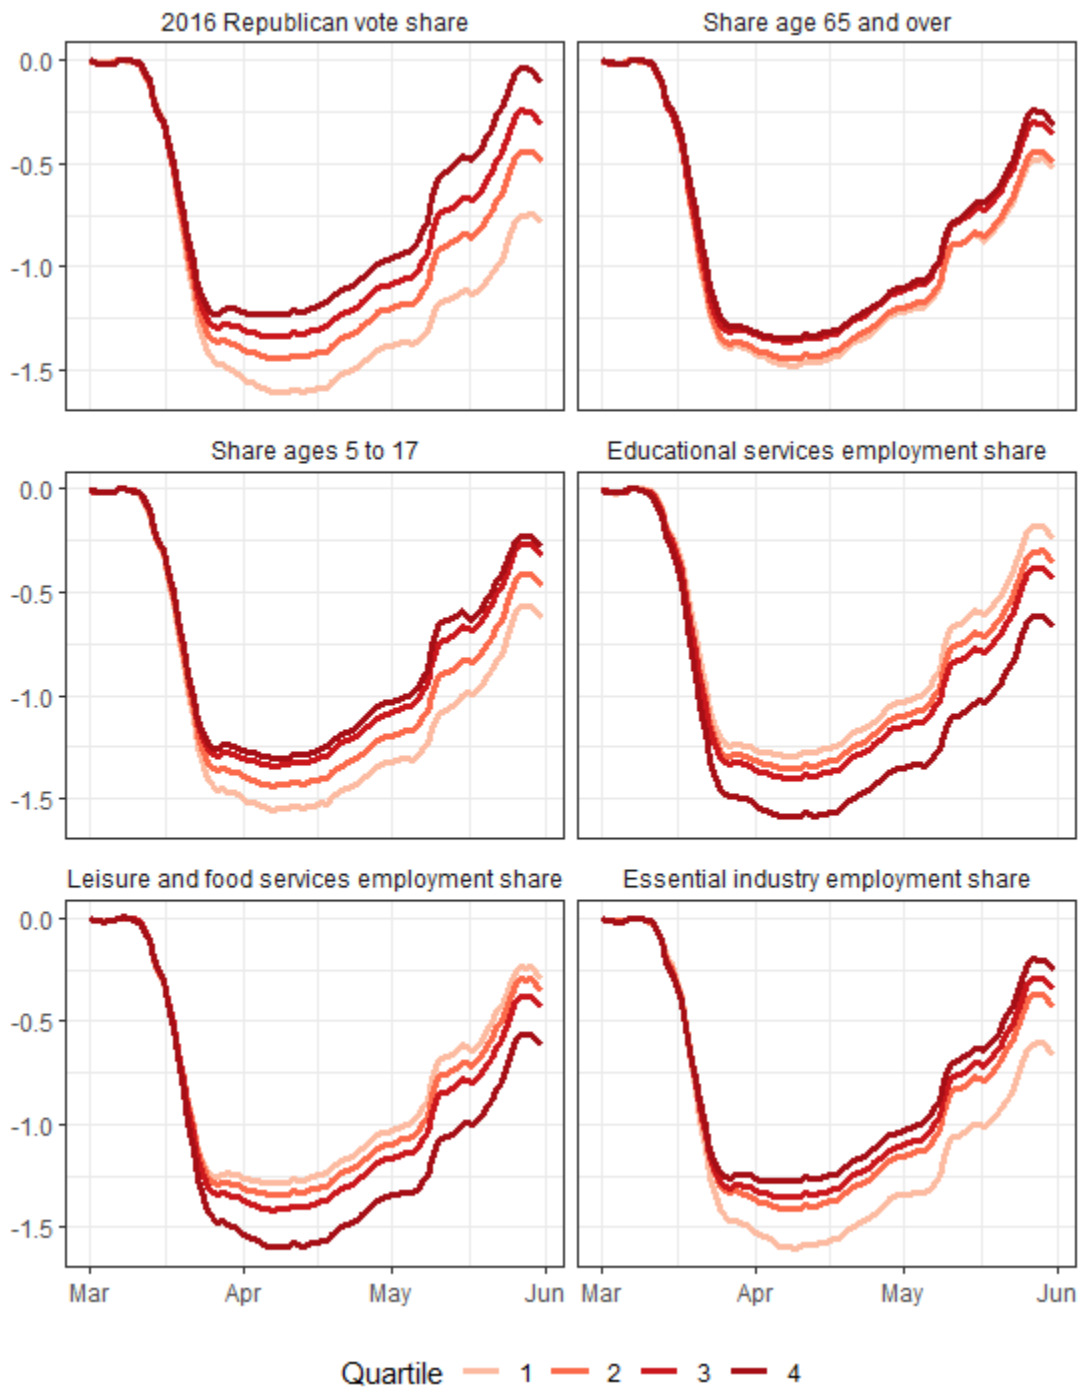 2016 Republican vote share Share age 65 and over
0.0
-0.5
-1.0
-1.5
Share ages 5 to 17 Educational services employment share
0.0
-0.5
-1.0
-1.5
Leisure and food services employment share Essential industry employment share
0.0
-0.5
-1.0
-1.5
Mar Apr May Jun Mar Apr May Jun
Quartile 1 2 3 4